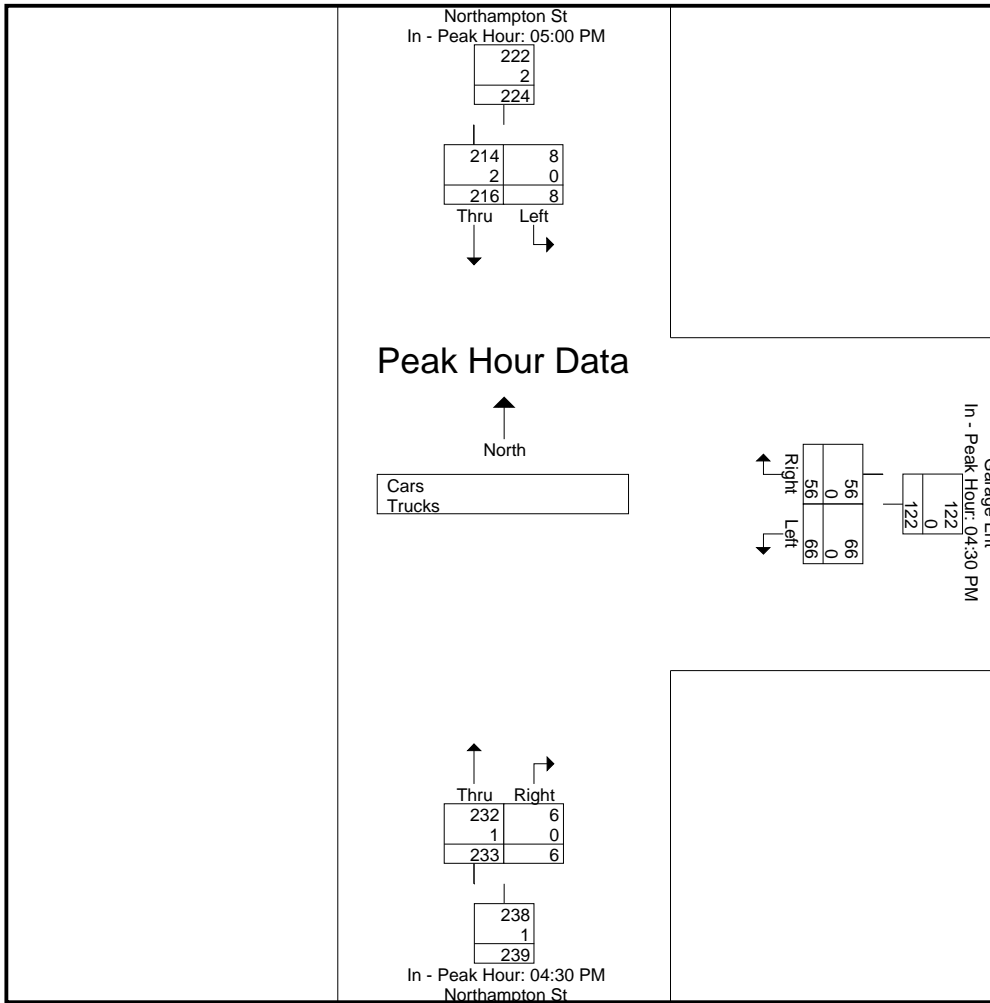 Northampton St
In - Peak Hour: 05:00 PM
222
2
224
214 8
2 0
216 8
Thru Left
Peak Hour Data
North
Cars
Trucks
Right
56
0
56
Left
66
0
66
122
0
122
In - Peak Hour: 04:30 PM
Garage Ent
Thru Right
232 6
1 0
233 6
238
1
239
In - Peak Hour: 04:30 PM
Northampton St